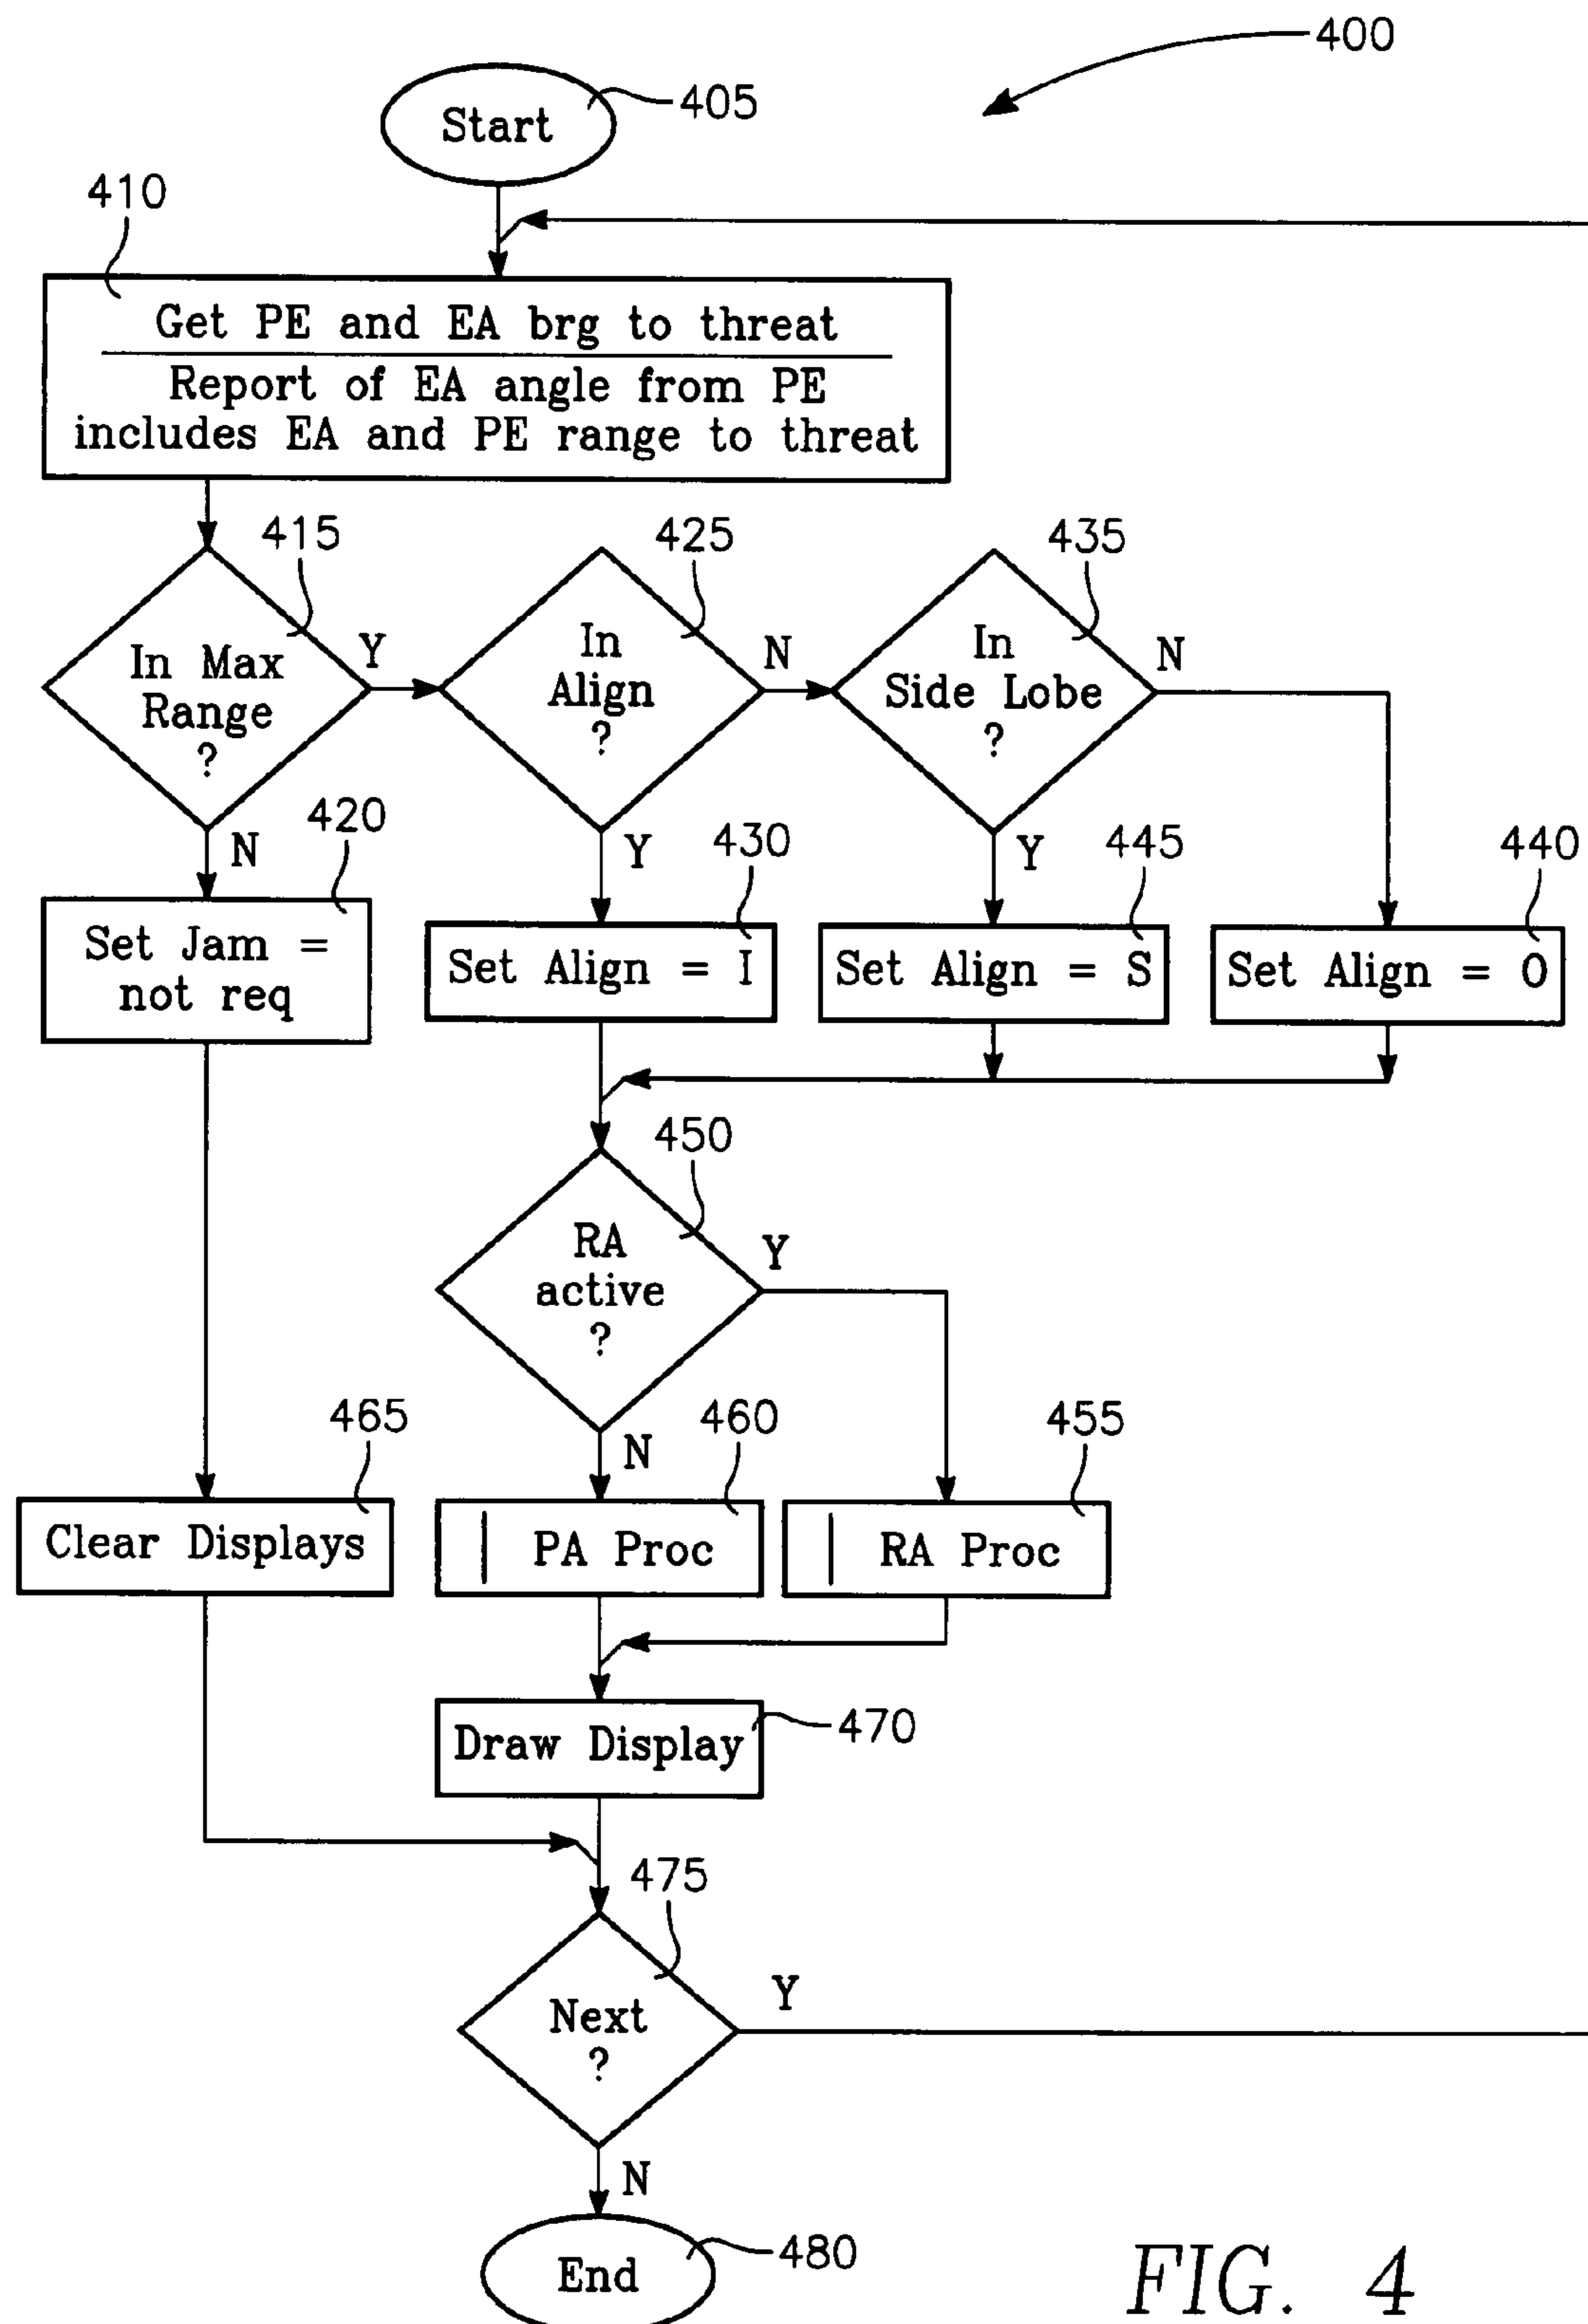 400
Start
405
410
Get PE and EA brg to threat
Report of EA angle from PE
includes EA and PE range to threat
415
425
435
In Max
Range
?
Y
In
Align
?
N
In
Side Lobe
?
N
N
420
Y
430
Y
445
440
Set Jam =
not req
Set Align = I
Set Align = S
Set Align = O
450
RA
active
?
Y
465
N
460
455
Clear Displays
PA Proc
RA Proc
Draw Display
470
475
Next
?
Y
N
End
480
FIG. 4